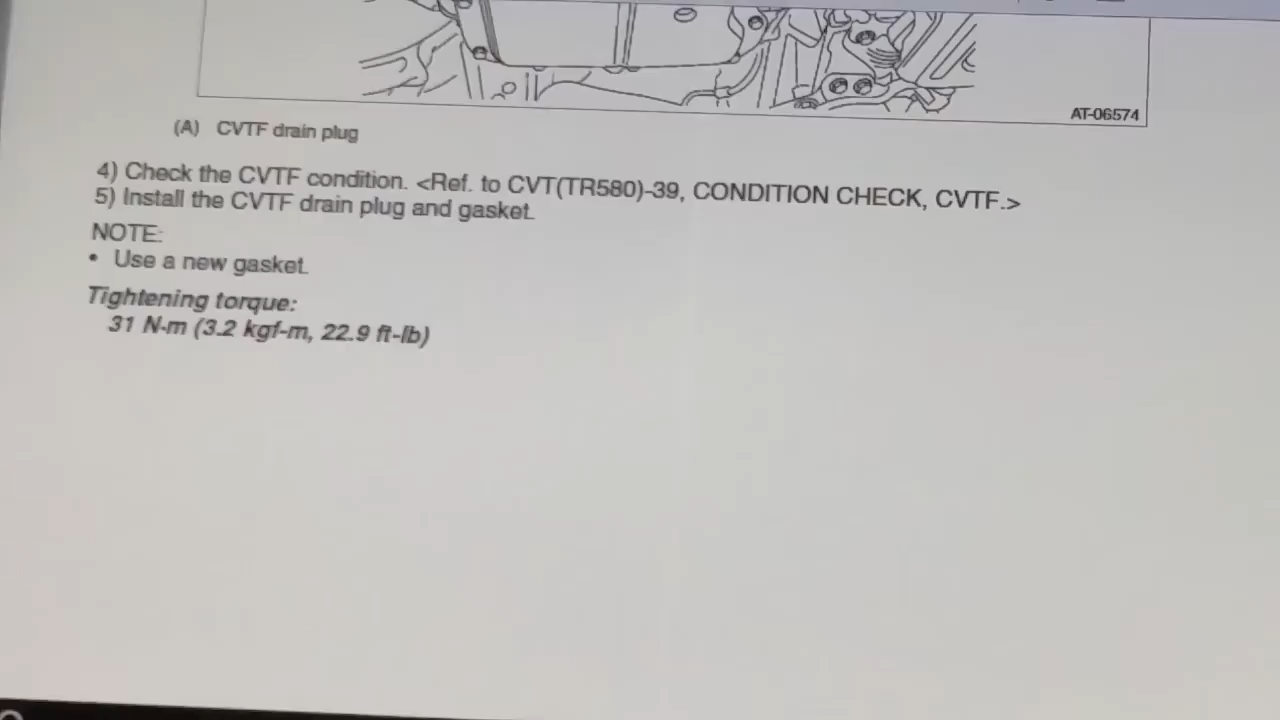 AT-06574
(A) CVTF drain plug
4) Check the CVTF condition. <Ref. to CVT(TR580)-39, CONDITION CHECK, CVTF.>
5) Install the CVTF drain plug and gasket.
NOTE:
• Use a new gasket.
Tightening torque:
31 N-m (3.2 kgf-m, 22.9 ft-lb)